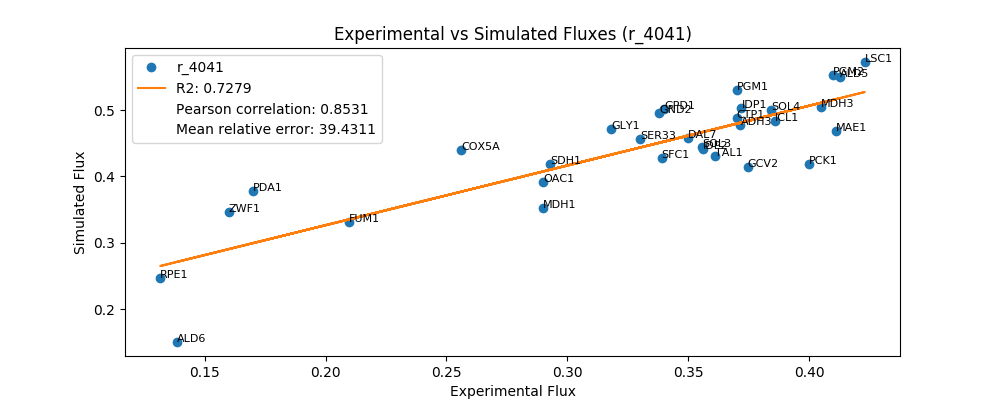 Experimental vs Simulated Fluxes (r_4041)
r_4041
R2: 0.7279
Pearson correlation: 0.8531
Mean relative error: 39.4311
LSC1
PGM2
ALD5
PGM1
MDH3
IDP1
SOL4
GPD1
GND2
CTP1
ICL1
ADH3
MAE1
GLY1
DAL7
SER33
SOL3
COX5A
TAL1
SFC1
SDH1
GCV2
PCK1
OAC1
PDA1
MDH1
ZWF1
FUM1
RPE1
ALD6
0.5
0.4
0.3
0.2
Simulated Flux
0.15
0.20
0.25
0.30
0.35
0.40
Experimental Flux